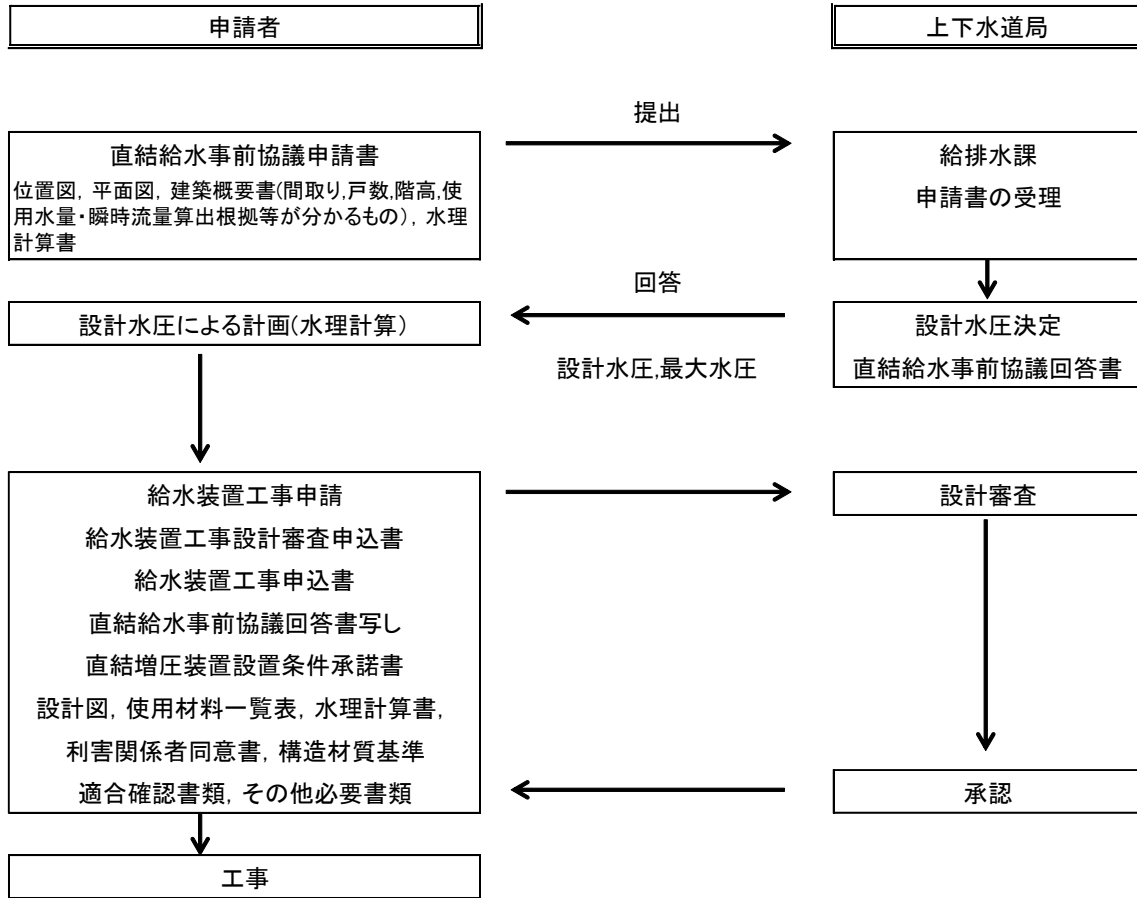 申請者
上下水道局
提出
直結給水事前協議申請書
位置図，平面図，建築概要書(間取り,戸数,階高,使
用水量・瞬時流量算出根拠等が分かるもの)，水理
計算書
給排水課
申請書の受理
回答
設計水圧による計画(水理計算)
設計水圧,最大水圧
設計水圧決定
直結給水事前協議回答書
給水装置工事申請
給水装置工事設計審査申込書
給水装置工事申込書
直結給水事前協議回答書写し
直結増圧装置設置条件承諾書
設計図，使用材料一覧表，水理計算書，
利害関係者同意書，構造材質基準
適合確認書類，その他必要書類
設計審査
承認
工事